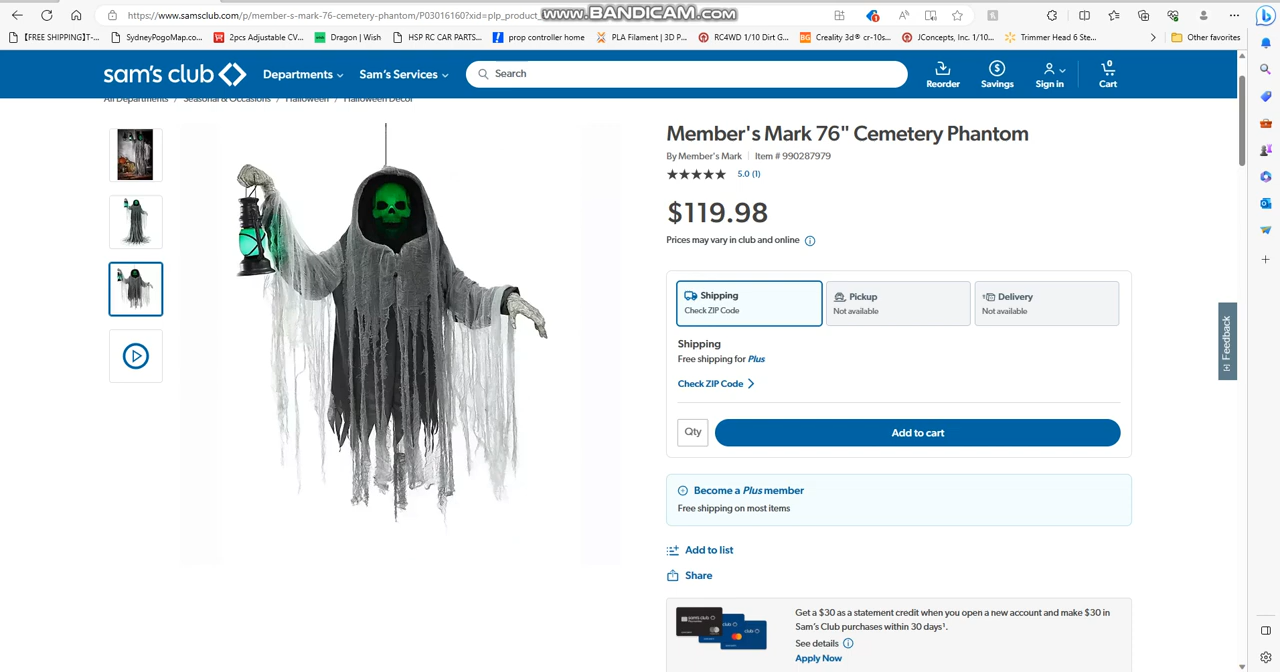 https://www.samsclub.com/p/member-s-mark-76-cemetery-phantom/P03016160?xid=plp_product_
www.BANDICAM.com
【FREE SHIPPING】T-...
SydneyPogoMap.co...
2pcs Adjustable CV...
Dragon | Wish
HSP RC CAR PARTS...
prop controller home
PLA Filament | 3D P...
RC4WD 1/10 Dirt G...
Creality 3d® cr-10s...
JConcepts, Inc. 1/10...
Trimmer Head 6 Ste...
Other favorites
sam's club
Departments
Sam's Services
Search
Reorder
Savings
Sign in
0
Cart
All Departments / Seasonal & Occasions / Halloween / Halloween Decor
Member's Mark 76" Cemetery Phantom
By Member's Mark | Item # 990287979
5.0 (1)
$119.98
Prices may vary in club and online
Shipping
Check ZIP Code
Pickup
Not available
Delivery
Not available
Shipping
Free shipping for Plus
Check ZIP Code
Qty
Add to cart
Become a Plus member
Free shipping on most items
Add to list
Share
Get a $30 as a statement credit when you open a new account and make $30 in
Sam's Club purchases within 30 days¹.
See details
Apply Now
Feedback